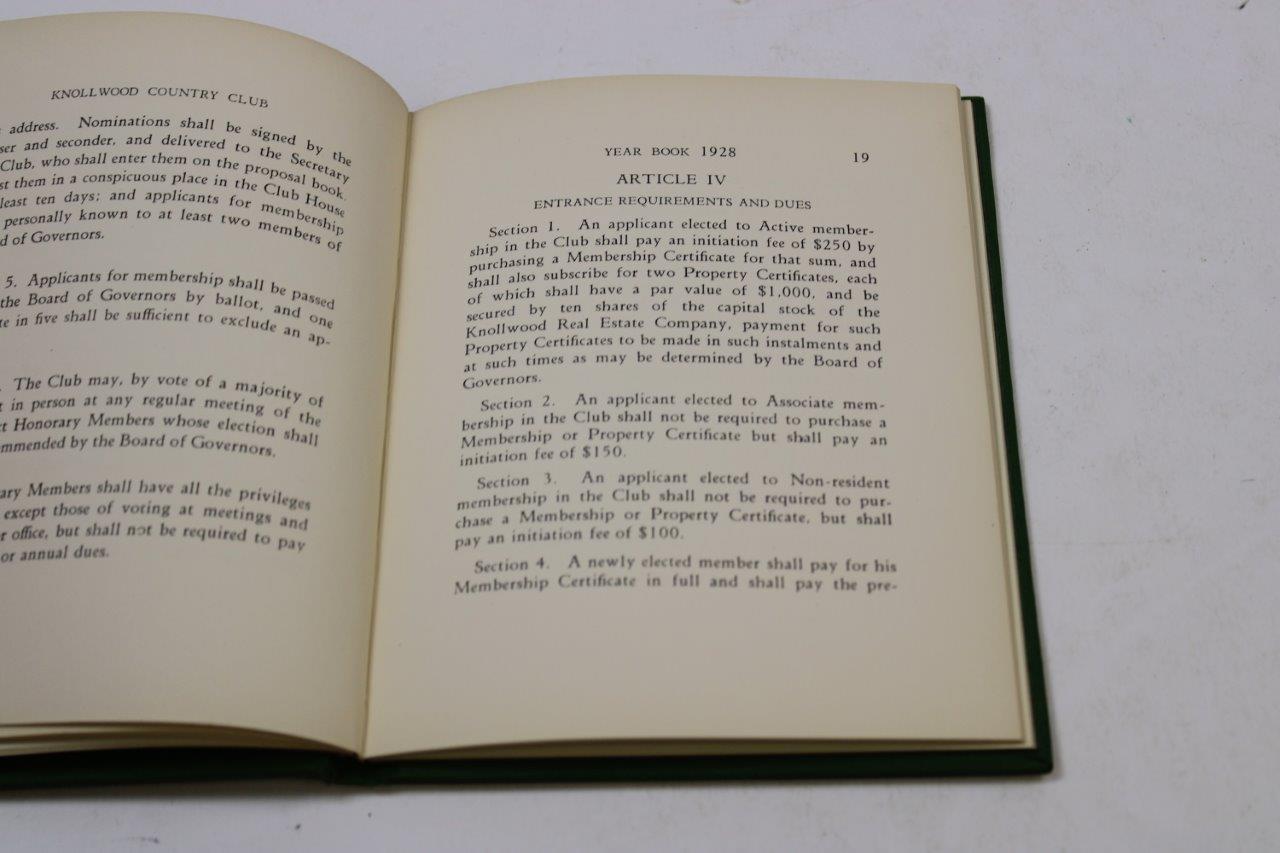 KNOLLWOOD COUNTRY CLUB
address. Nominations shall be signed by the
ser and seconder, and delivered to the Secretary
Club, who shall enter them on the proposal book,
st them in a conspicuous place in the Club House
least ten days; and applicants for membership
personally known to at least two members of
d of Governors.
5. Applicants for membership shall be passed
the Board of Governors by ballot, and one
te in five shall be sufficient to exclude an ap-
. The Club may, by vote of a majority of
t in person at any regular meeting of the
ct Honorary Members whose election shall
mmended by the Board of Governors.
ary Members shall have all the privileges
except those of voting at meetings and
r office, but shall not be required to pay
or annual dues.
YEAR BOOK 1928 19
ARTICLE IV
ENTRANCE REQUIREMENTS AND DUES
Section 1. An applicant elected to Active member-
ship in the Club shall pay an initiation fee of $250 by
purchasing a Membership Certificate for that sum, and
shall also subscribe for two Property Certificates, each
of which shall have a par value of $1,000, and be
secured by ten shares of the capital stock of the
Knollwood Real Estate Company, payment for such
Property Certificates to be made in such instalments and
at such times as may be determined by the Board of
Governors.
Section 2. An applicant elected to Associate mem-
bership in the Club shall not be required to purchase a
Membership or Property Certificate but shall pay an
initiation fee of $150.
Section 3. An applicant elected to Non-resident
membership in the Club shall not be required to pur-
chase a Membership or Property Certificate, but shall
pay an initiation fee of $100.
Section 4. A newly elected member shall pay for his
Membership Certificate in full and shall pay the pre-